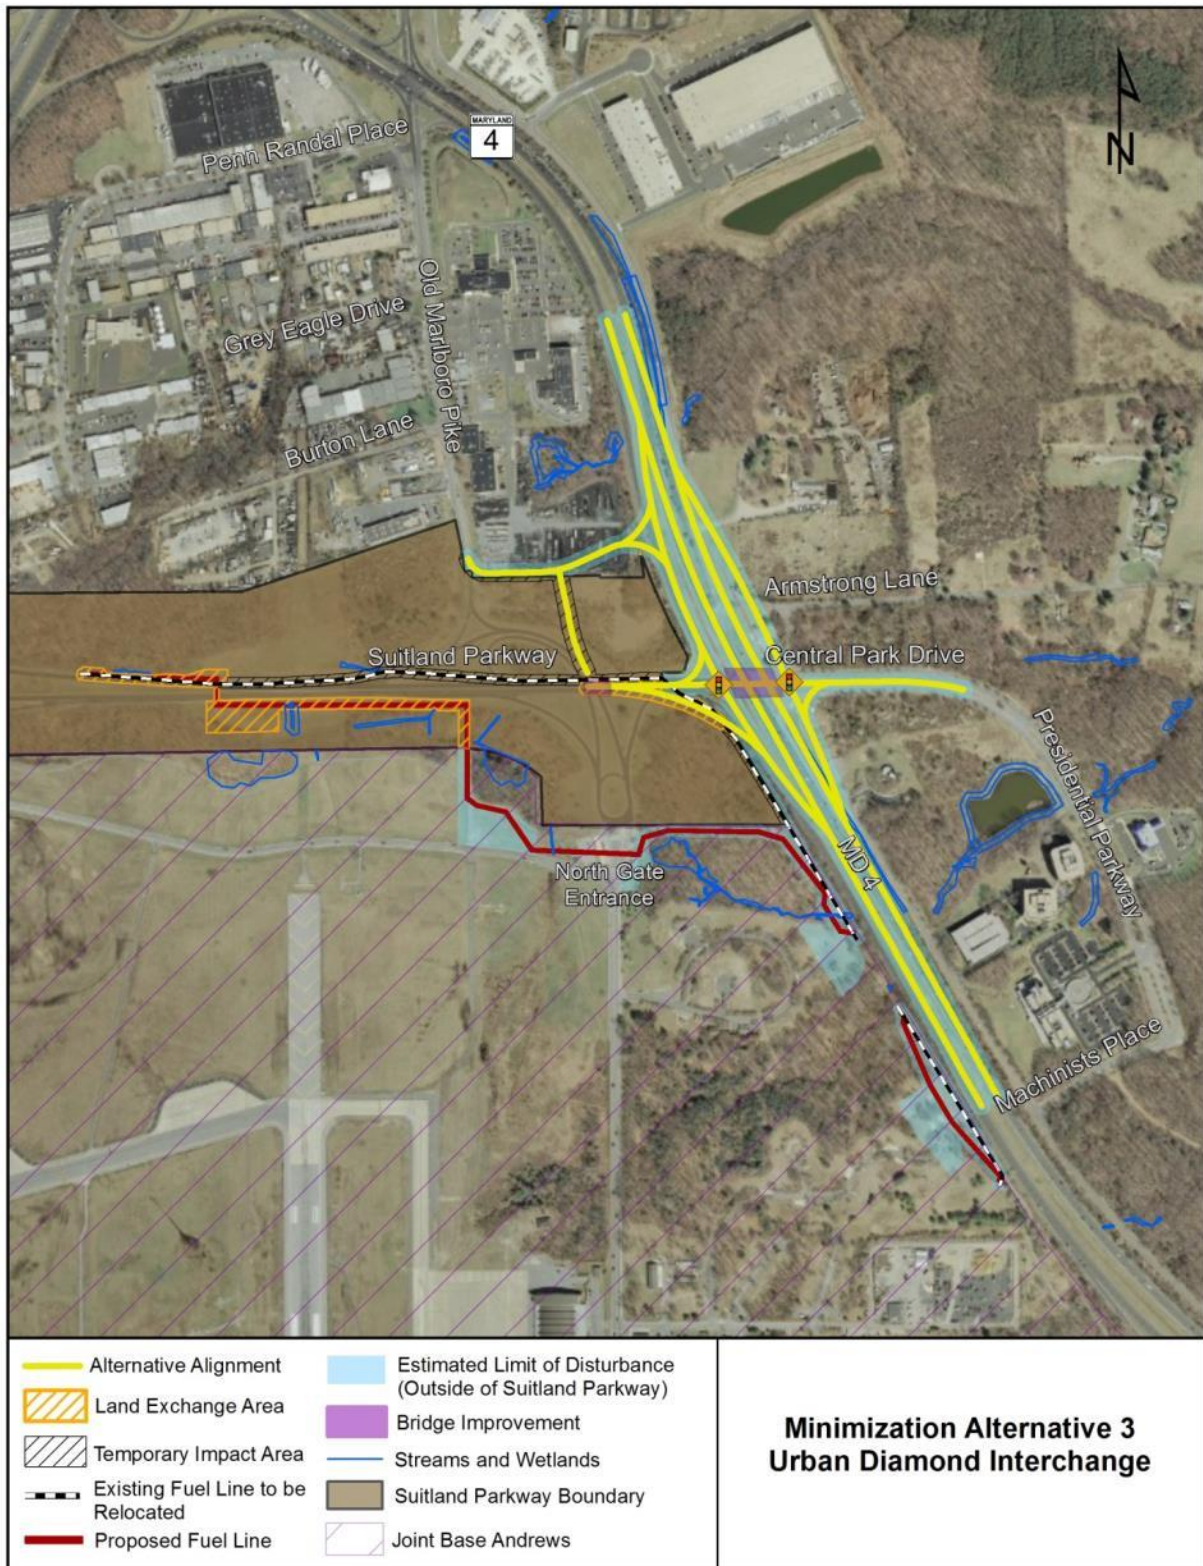 MARYLAND
4
N
Penn Randal Place
Old Marlboro Pike
Grey Eagle Drive
Burton Lane
Armstrong Lane
Suitland Parkway
Central Park Drive
Presidential Parkway
MD 4
North Gate
Entrance
Machinists Place
Alternative Alignment
Land Exchange Area
Temporary Impact Area
Existing Fuel Line to be
Relocated
Proposed Fuel Line
Estimated Limit of Disturbance
(Outside of Suitland Parkway)
Bridge Improvement
Streams and Wetlands
Suitland Parkway Boundary
Joint Base Andrews
Minimization Alternative 3
Urban Diamond Interchange